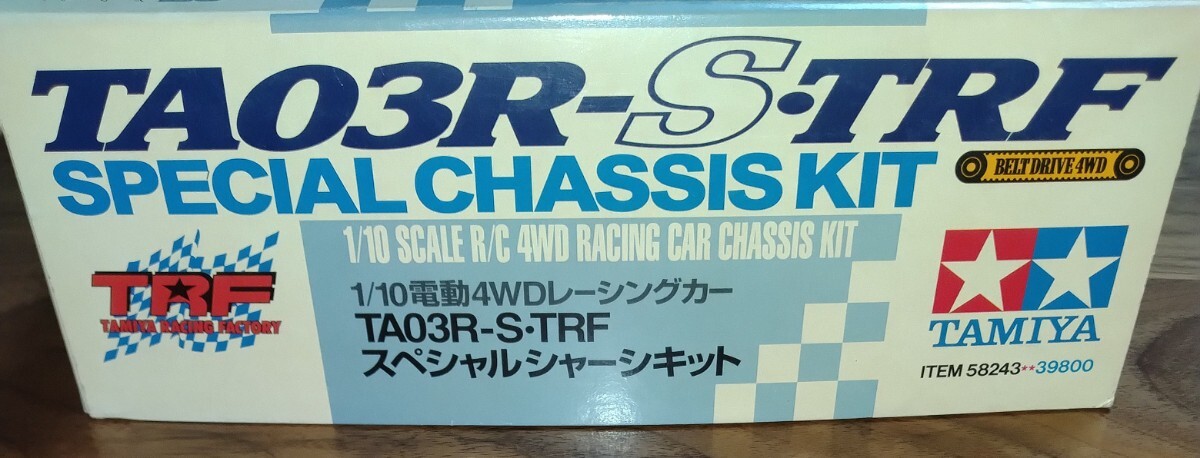 TA03R-S·TRF
SPECIAL CHASSIS KIT
BELT DRIVE 4WD
1/10 SCALE R/C 4WD RACING CAR CHASSIS KIT
TRF
TAMIYA RACING FACTORY
1/10電動4WDレーシングカー
TA03R-S·TRF
スペシャルシャーシキット
TAMIYA
ITEM 58243**39800